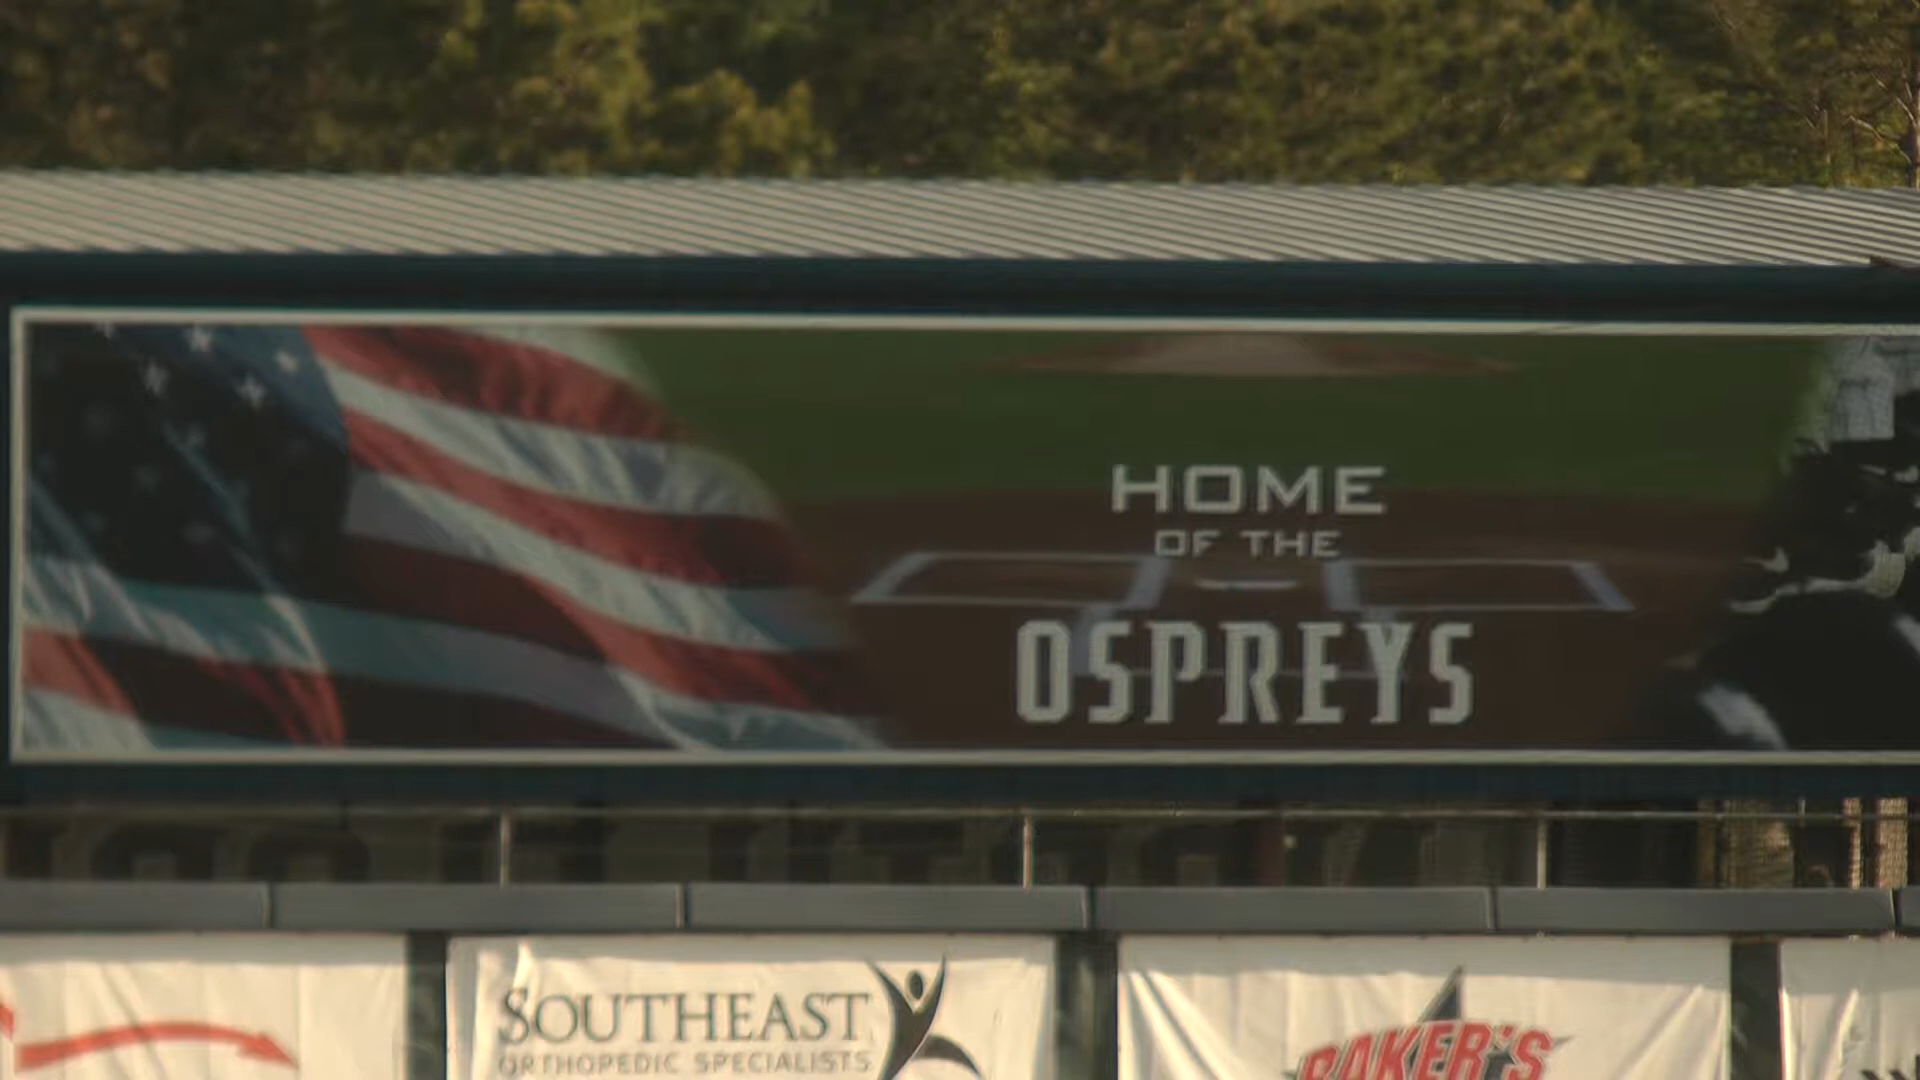 HOME
OF THE
OSPREYS
SOUTHEAST
ORTHOPEDIC SPECIALISTS
BAKER'S